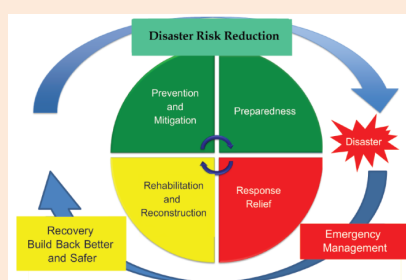 Disaster Risk Reduction
Prevention
and
Mitigation
Preparedness
Disaster
Rehabilitation
and
Reconstruction
Response
Relief
Recovery
Build Back Better
and Safer
Emergency
Management